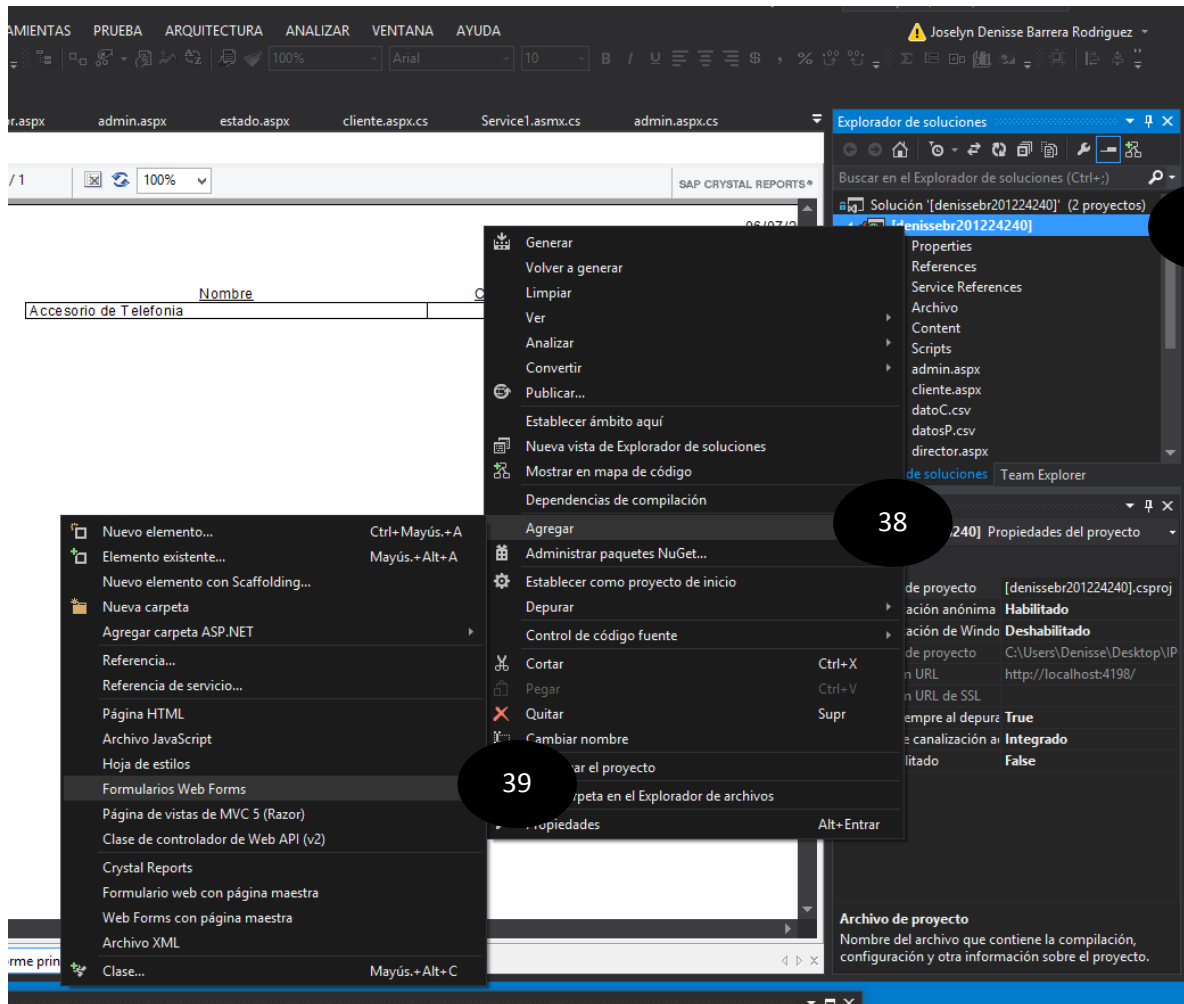 AMIENTAS PRUEBA ARQUITECTURA ANALIZAR VENTANA AYUDA
Joselyn Denisse Barrera Rodriguez
100% Arial 10 B I U $ , %
or.aspx admin.aspx estado.aspx cliente.aspx.cs Service1.asmx.cs admin.aspx.cs
/ 1 100% SAP CRYSTAL REPORTS®
Nombre
Accesorio de Telefonia
Generar
Volver a generar
Limpiar
Ver
Analizar
Convertir
Publicar...
Establecer ámbito aquí
Nueva vista de Explorador de soluciones
Mostrar en mapa de código
Dependencias de compilación
Agregar
38
Administrar paquetes NuGet...
Establecer como proyecto de inicio
Depurar
Control de código fuente
Cortar Ctrl+X
Pegar Ctrl+V
Quitar Supr
Cambiar nombre
ar el proyecto
rpeta en el Explorador de archivos
Propiedades Alt+Entrar
Nuevo elemento... Ctrl+Mayús.+A
Elemento existente... Mayús.+Alt+A
Nuevo elemento con Scaffolding...
Nueva carpeta
Agregar carpeta ASP.NET
Referencia...
Referencia de servicio...
Página HTML
Archivo JavaScript
Hoja de estilos
Formularios Web Forms
39
Página de vistas de MVC 5 (Razor)
Clase de controlador de Web API (v2)
Crystal Reports
Formulario web con página maestra
Web Forms con página maestra
Archivo XML
Clase... Mayús.+Alt+C
rme prin
Explorador de soluciones
Buscar en el Explorador de soluciones (Ctrl+;)
Solución '[denissebr201224240]' (2 proyectos)
[denissebr201224240]
Properties
References
Service References
Archivo
Content
Scripts
admin.aspx
cliente.aspx
datoC.csv
datosP.csv
director.aspx
de soluciones Team Explorer
240] Propiedades del proyecto
de proyecto [denissebr201224240].csproj
ación anónima Habilitado
ación de Windo Deshabilitado
de proyecto C:\Users\Denisse\Desktop\IP
n URL http://localhost:4198/
n URL de SSL
empre al depura True
e canalización a Integrado
litado False
Archivo de proyecto
Nombre del archivo que contiene la compilación,
configuración y otra información sobre el proyecto.